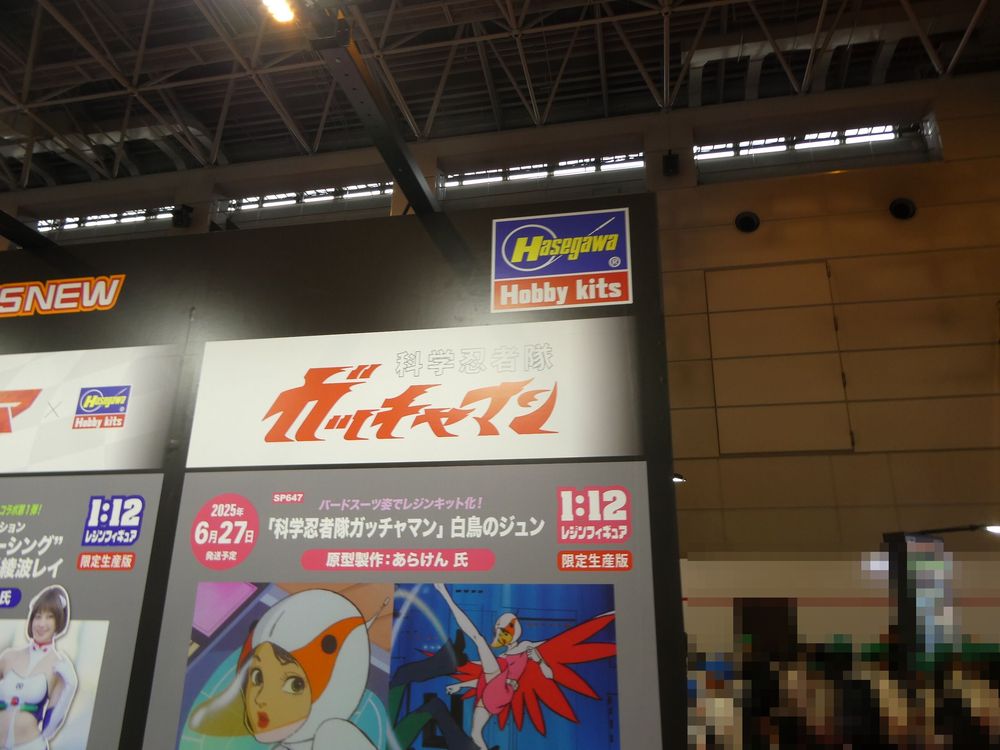 SNEW
Hasegawa®
Hobby kits
科学忍者隊
ガッチャマン
×
Hasegawa
Hobby kits
コラボ第1弾!
ション
ーシング"
綾波レイ
氏
1:12
レジンフィギュア
限定生産版
2025年
6月27日
発送予定
SP647
バードスーツ姿でレジンキット化!
「科学忍者隊ガッチャマン」白鳥のジュン
原型製作:あらけん 氏
1:12
レジンフィギュア
限定生産版